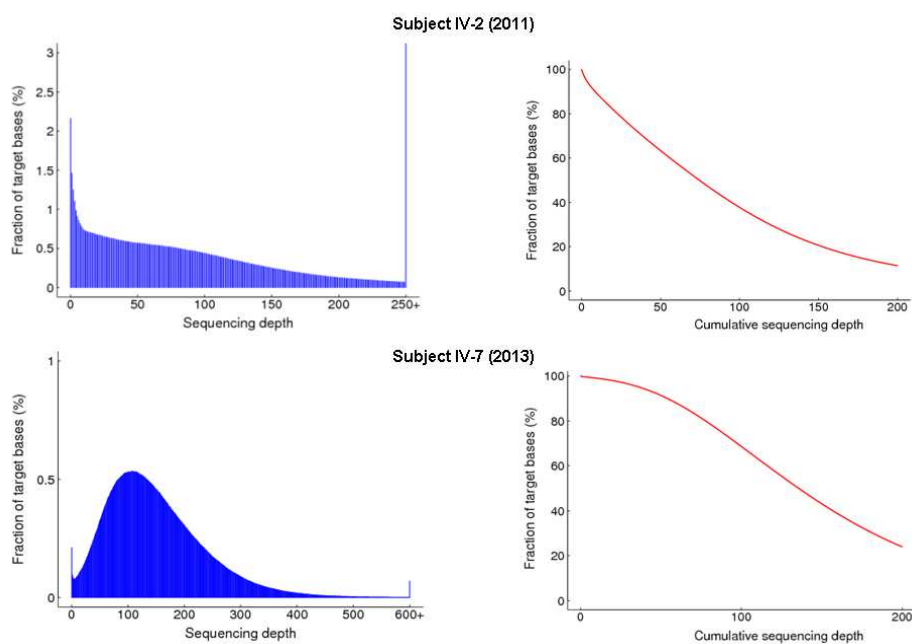 Subject IV-2 (2011)
Fraction of target bases (%)
3
2.5
2
1.5
1
0.5
0
0 50 100 150 200 250+
Sequencing depth
Fraction of target bases (%)
100
80
60
40
20
0
0 50 100 150 200
Cumulative sequencing depth
Subject IV-7 (2013)
Fraction of target bases (%)
1
0.5
0
0 100 200 300 400 500 600+
Sequencing depth
Fraction of target bases (%)
100
80
60
40
20
0
0 100 200
Cumulative sequencing depth